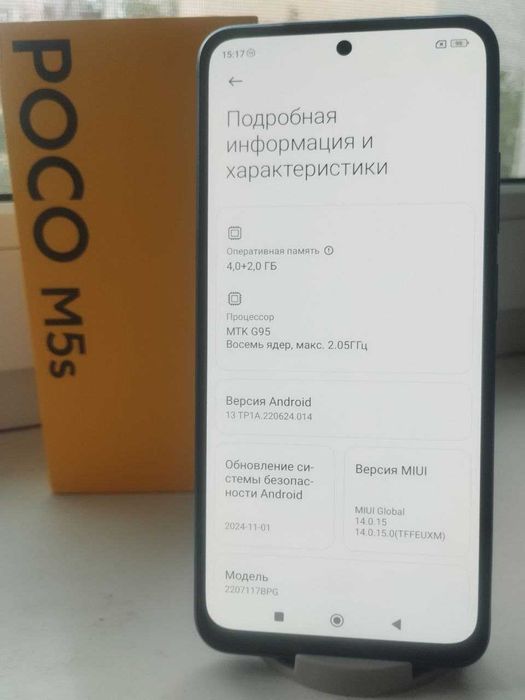 POCO M5s
15:17
Подробная
информация и
характеристики
Оперативная память
4,0+2,0 ГБ
Процессор
MTK G95
Восемь ядер, макс. 2.05ГГц
Версия Android
13 TP1A.220624.014
Обновление си-
стемы безопас-
ности Android
2024-11-01
Версия MIUI
MIUI Global
14.0.15
14.0.15.0(TFFEUXM)
Модель
2207117BPG